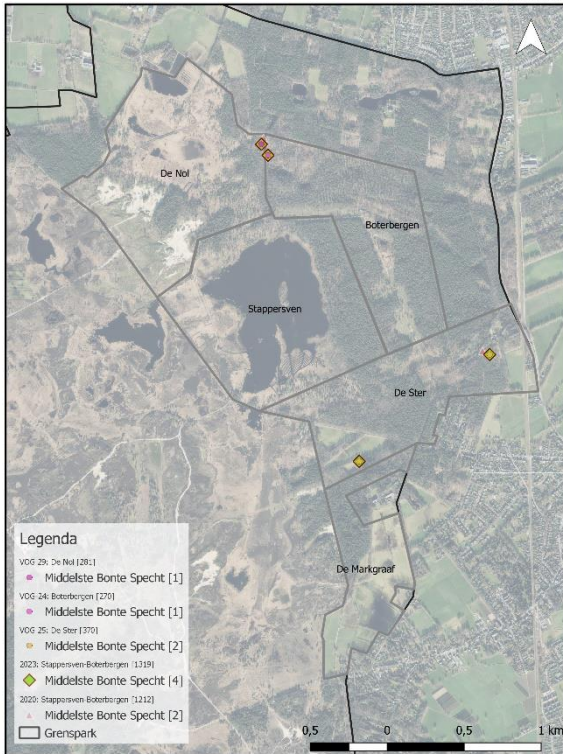 De Nol
Boterbergen
Stappersven
De Ster
De Markgraaf
Legenda
VOG 29: De Nol [281]
Middelste Bonte Specht [1]
VOG 24: Boterbergen [270]
Middelste Bonte Specht [1]
VOG 25: De Ster [370]
Middelste Bonte Specht [2]
2023: Stappersven-Boterbergen [1319]
Middelste Bonte Specht [4]
2020: Stappersven-Boterbergen [1212]
Middelste Bonte Specht [2]
Grenspark
0,5 0 0,5 1 km